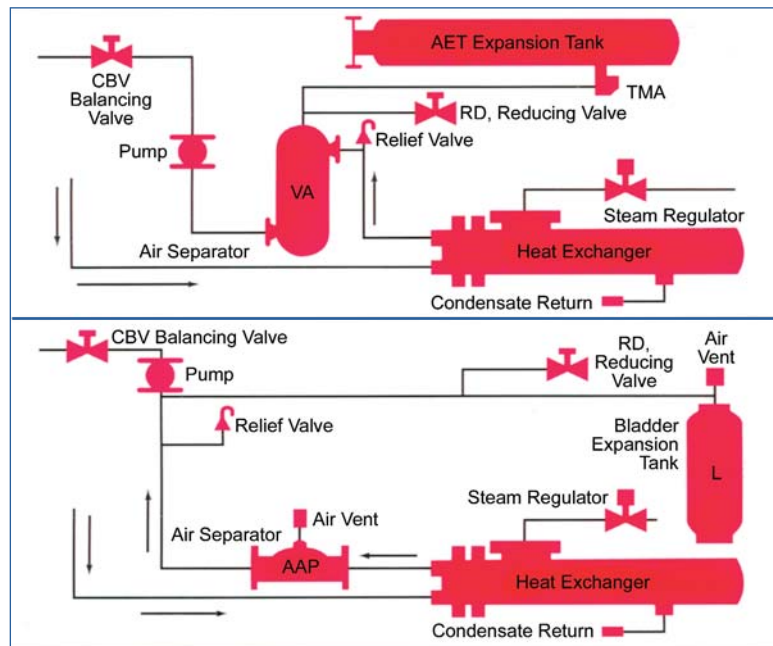 AET Expansion Tank
CBV
Balancing
Valve
TMA
RD, Reducing Valve
Relief Valve
Pump
VA
Steam
Regulator
Air Separator
Heat Exchanger
Condensate Return
CBV Balancing Valve
RD,
Reducing
Valve
Air
Vent
Pump
Relief Valve
Bladder
Expansion
Tank
L
Steam Regulator
Air Vent
Air Separator
AAP
Heat Exchanger
Condensate Return